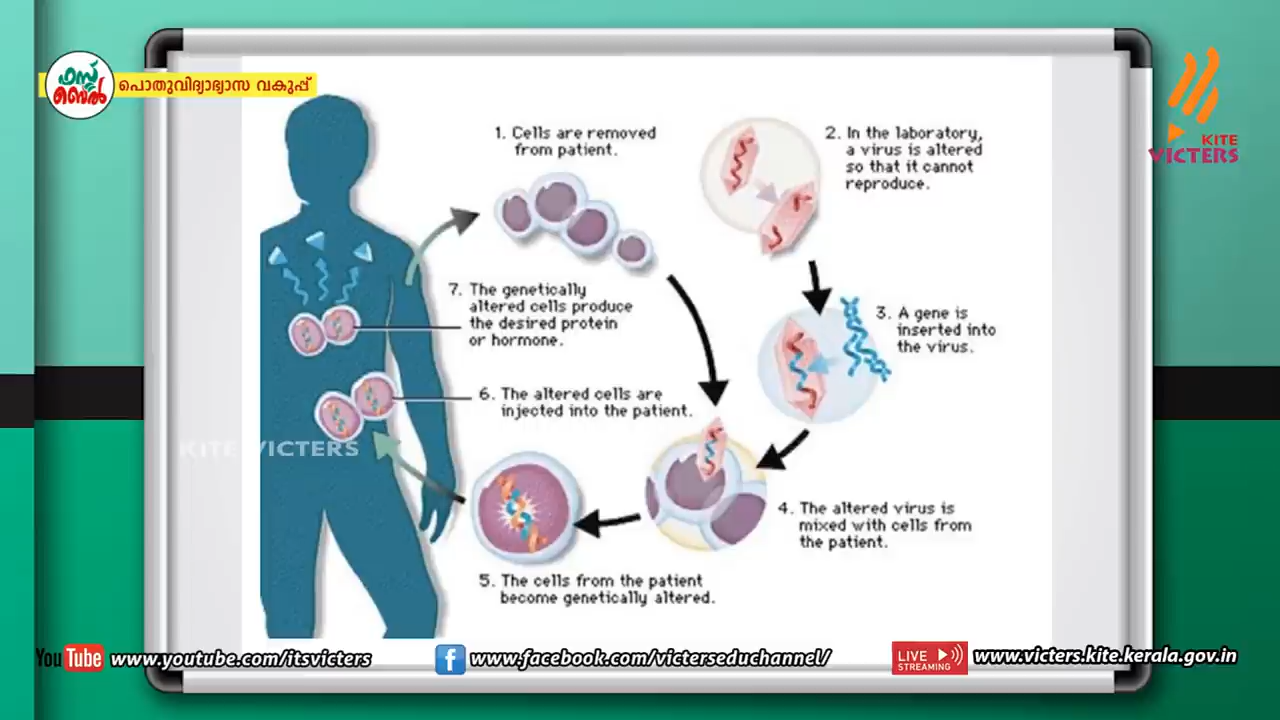 ഫസ്റ്റ്
ബെൽ
പൊതുവിദ്യാഭ്യാസ വകുപ്പ്
KITE
VICTERS
1. Cells are removed
from patient.
2. In the laboratory,
a virus is altered
so that it cannot
reproduce.
7. The genetically
altered cells produce
the desired protein
or hormone.
3. A gene is
inserted into
the virus.
6. The altered cells are
injected into the patient.
KITE VICTERS
4. The altered virus is
mixed with cells from
the patient.
5. The cells from the patient
become genetically altered.
YouTube www.youtube.com/itsvicters
f www.facebook.com/victerseduchannel/
LIVE
STREAMING
www.victers.kite.kerala.gov.in